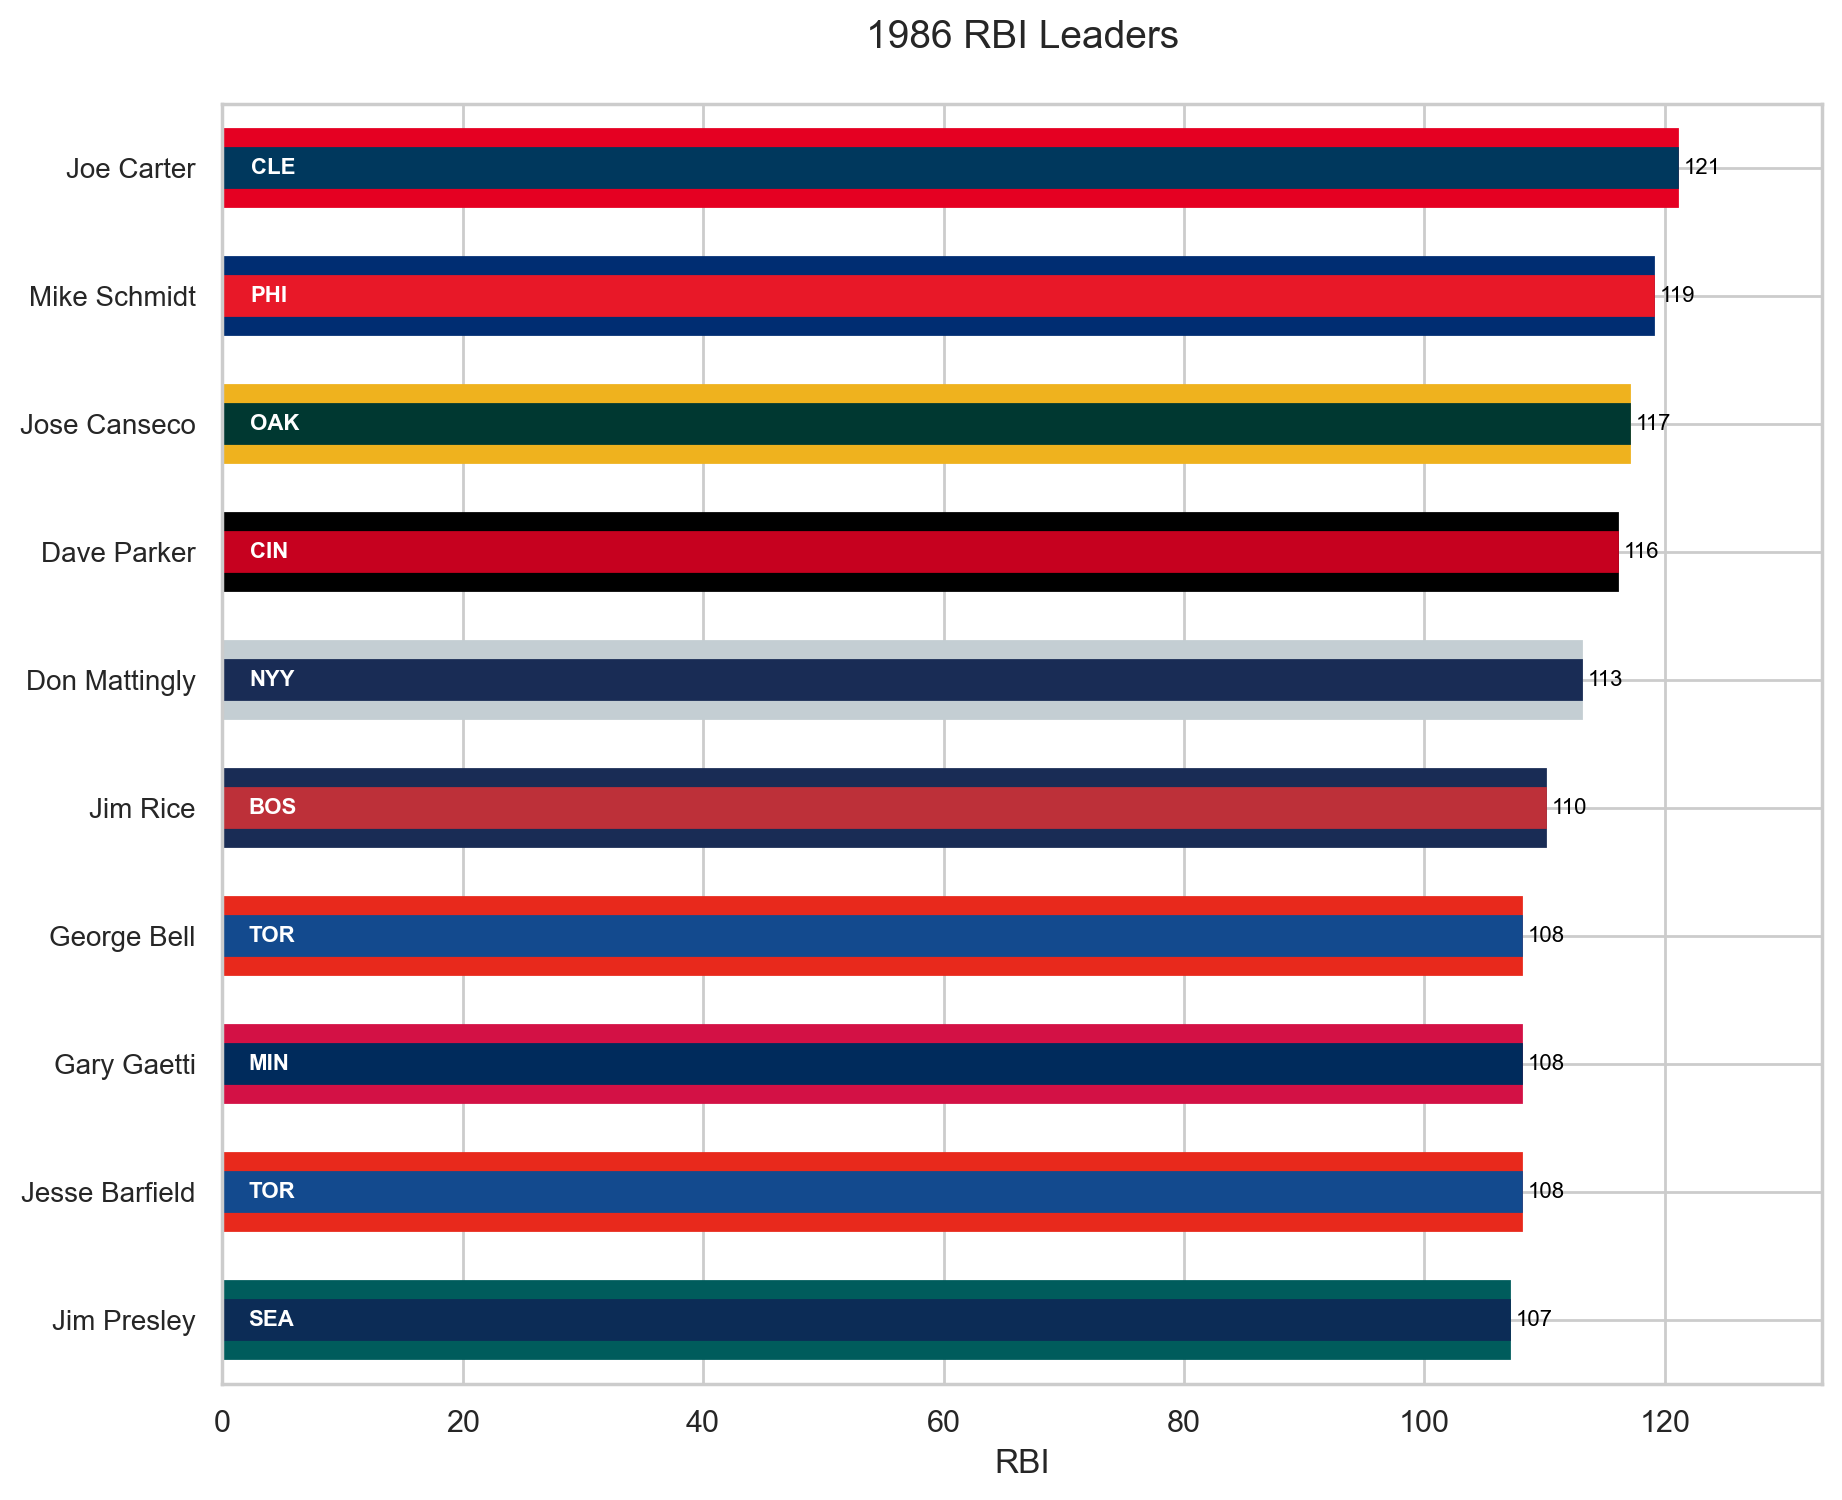 1986 RBI Leaders
Joe Carter CLE 121
Mike Schmidt PHI 119
Jose Canseco OAK 117
Dave Parker CIN 116
Don Mattingly NYY 113
Jim Rice BOS 110
George Bell TOR 108
Gary Gaetti MIN 108
Jesse Barfield TOR 108
Jim Presley SEA 107
0 20 40 60 80 100 120
RBI